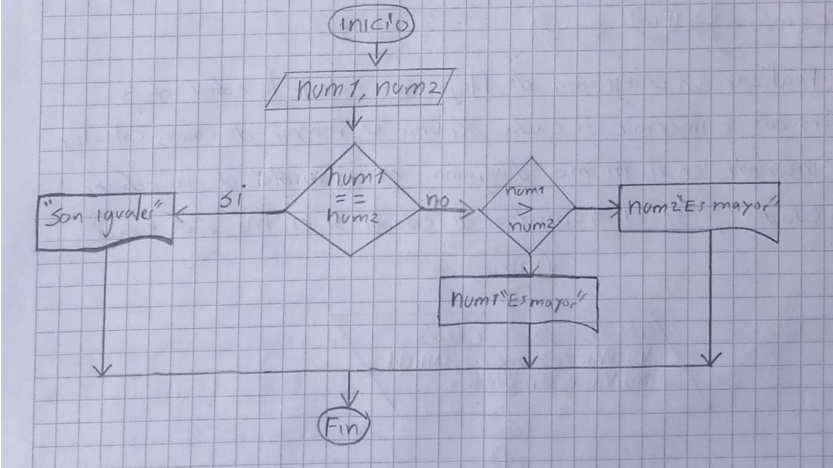 inicio
num1, num2
num1
==
num2
si
no
"Son iguales"
num1
>
num2
num2 "Es mayor"
num1 "Es mayor"
Fin